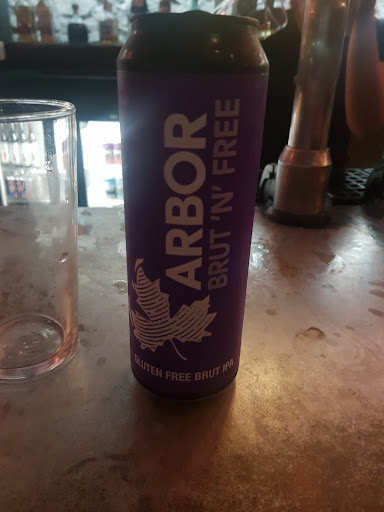 ARBOR
BRUT 'N' FREE
GLUTEN FREE BRUT IPA